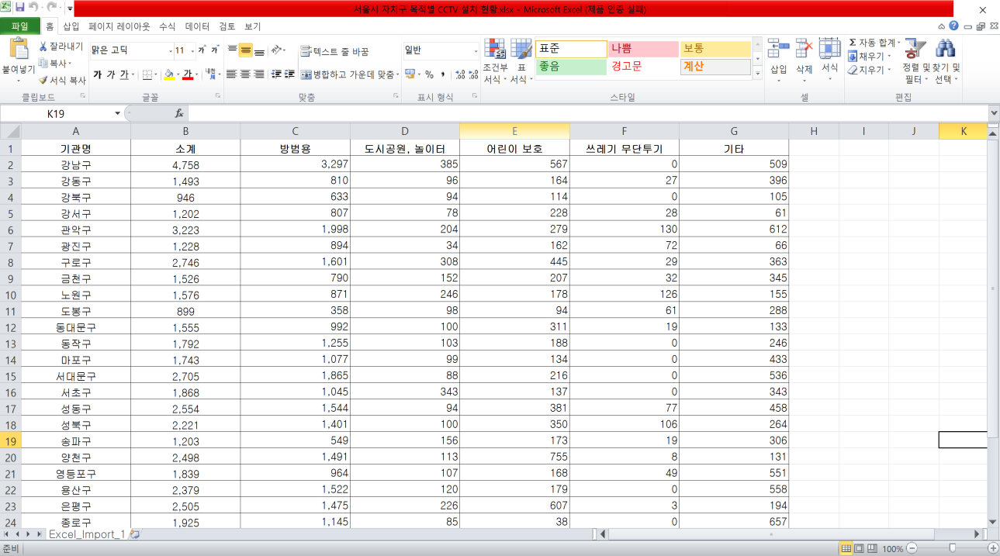 서울시 자치구 목적별 CCTV 설치 현황.xlsx - Microsoft Excel (제품 인증 실패)
파일 홈 삽입 페이지 레이아웃 수식 데이터 검토 보기
잘라내기 맑은 고딕 11 텍스트 줄 바꿈 일반 표준 나쁨 보통 자동 합계
붙여넣기 복사 조건부 서식 표 서식 삽입 삭제 서식 채우기 정렬 및 필터 찾기 및 선택
서식 복사 가 가 가 가 병합하고 가운데 맞춤 % 좋음 경고문 계산 지우기
클립보드 글꼴 맞춤 표시 형식 스타일 셀 편집
K19 fx
A B C D E F G H I J K
1 기관명 소계 방범용 도시공원, 놀이터 어린이 보호 쓰레기 무단투기 기타
2 강남구 4,758 3,297 385 567 0 509
3 강동구 1,493 810 96 164 27 396
4 강북구 946 633 94 114 0 105
5 강서구 1,202 807 78 228 28 61
6 관악구 3,223 1,998 204 279 130 612
7 광진구 1,228 894 34 162 72 66
8 구로구 2,746 1,601 308 445 29 363
9 금천구 1,526 790 152 207 32 345
10 노원구 1,576 871 246 178 126 155
11 도봉구 899 358 98 94 61 288
12 동대문구 1,555 992 100 311 19 133
13 동작구 1,792 1,255 103 188 0 246
14 마포구 1,743 1,077 99 134 0 433
15 서대문구 2,705 1,865 88 216 0 536
16 서초구 1,868 1,045 343 137 0 343
17 성동구 2,554 1,544 94 381 77 458
18 성북구 2,221 1,401 100 350 106 264
19 송파구 1,203 549 156 173 19 306
20 양천구 2,498 1,491 113 755 8 131
21 영등포구 1,839 964 107 168 49 551
22 용산구 2,379 1,522 120 179 0 558
23 은평구 2,505 1,475 226 607 3 194
24 종로구 1,925 1,145 85 38 0 657
Excel_Import_1
준비 100%